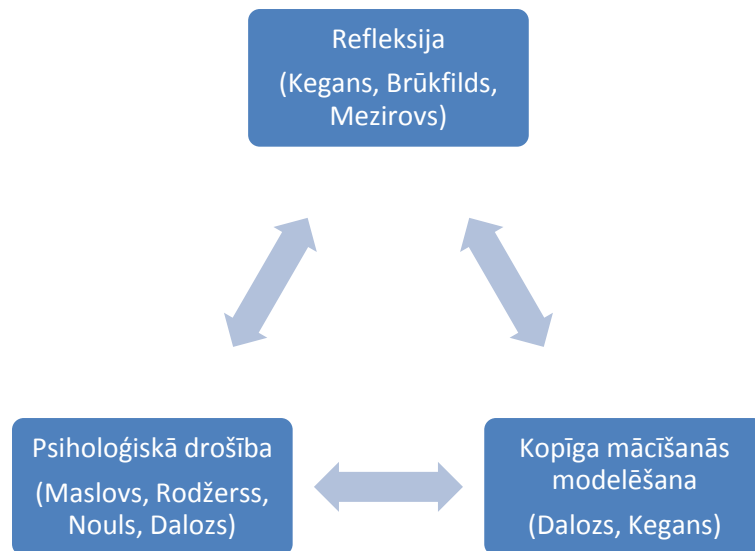 Refleksija
(Kegans, Brūkfilds,
Mezirovs)
Psiholoģiskā drošība
(Maslovs, Rodžerss,
Nouls, Dalozs)
Kopīga mācīšanās
modelēšana
(Dalozs, Kegans)